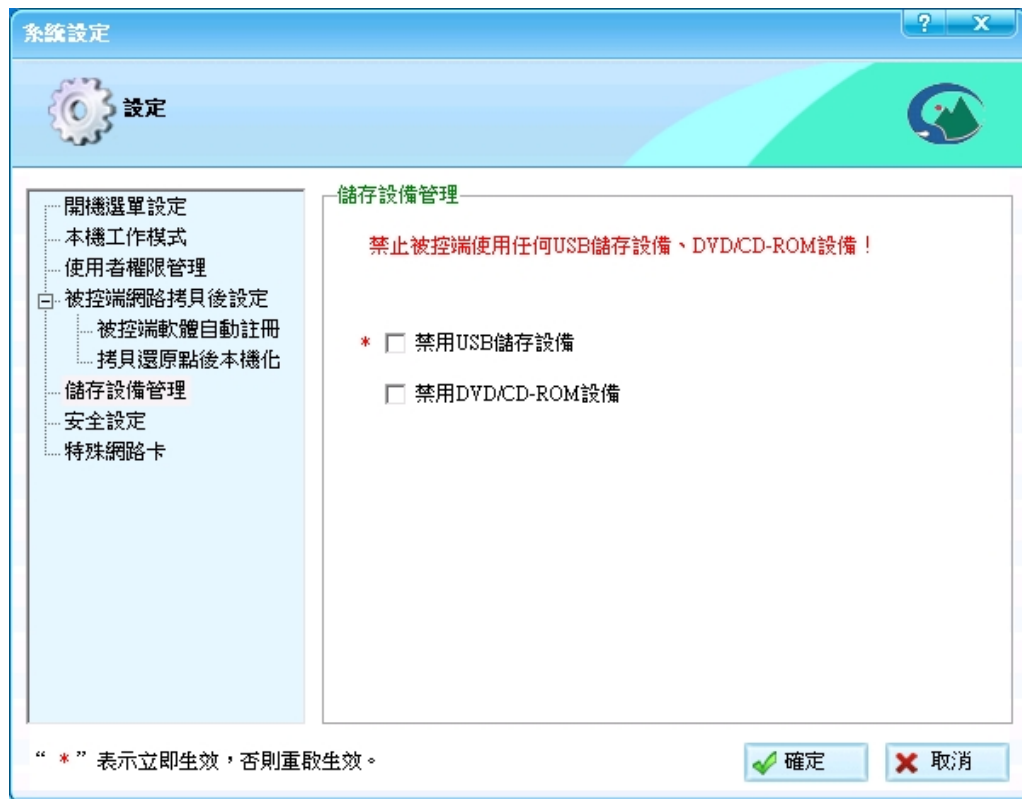 系統設定
設定
開機選單設定
本機工作模式
使用者權限管理
被控端網路拷貝後設定
被控端軟體自動註冊
拷貝還原點後本機化
儲存設備管理
安全設定
特殊網路卡
儲存設備管理
禁止被控端使用任何USB儲存設備、DVD/CD-ROM設備！
* 禁用USB儲存設備
禁用DVD/CD-ROM設備
“ * ” 表示立即生效，否則重啟生效。
確定
取消